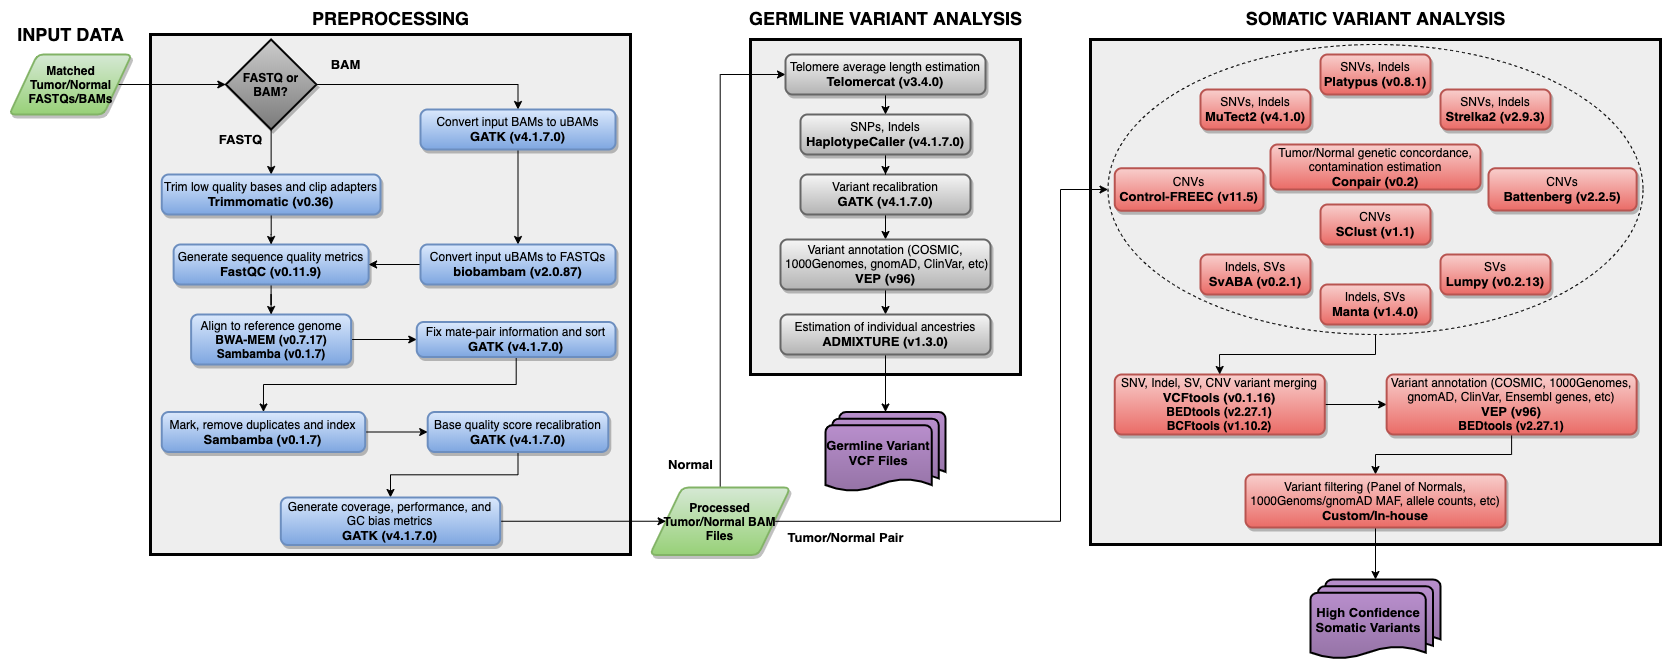 INPUT DATA
Matched
Tumor/Normal
FASTQs/BAMs
PREPROCESSING
FASTQ or
BAM?
BAM
FASTQ
Convert input BAMs to uBAMs
GATK (v4.1.7.0)
Trim low quality bases and clip adapters
Trimmomatic (v0.36)
Generate sequence quality metrics
FastQC (v0.11.9)
Convert input uBAMs to FASTQs
biobambam (v2.0.87)
Align to reference genome
BWA-MEM (v0.7.17)
Sambamba (v0.1.7)
Fix mate-pair information and sort
GATK (v4.1.7.0)
Mark, remove duplicates and index
Sambamba (v0.1.7)
Base quality score recalibration
GATK (v4.1.7.0)
Generate coverage, performance, and
GC bias metrics
GATK (v4.1.7.0)
Processed
Tumor/Normal BAM
Files
Normal
Tumor/Normal Pair
GERMLINE VARIANT ANALYSIS
Telomere average length estimation
Telomercat (v3.4.0)
SNPs, Indels
HaplotypeCaller (v4.1.7.0)
Variant recalibration
GATK (v4.1.7.0)
Variant annotation (COSMIC,
1000Genomes, gnomAD, ClinVar, etc)
VEP (v96)
Estimation of individual ancestries
ADMIXTURE (v1.3.0)
Germline Variant
VCF Files
SOMATIC VARIANT ANALYSIS
SNVs, Indels
Platypus (v0.8.1)
SNVs, Indels
MuTect2 (v4.1.0)
SNVs, Indels
Strelka2 (v2.9.3)
Tumor/Normal genetic concordance,
contamination estimation
Conpair (v0.2)
CNVs
Control-FREEC (v11.5)
CNVs
Battenberg (v2.2.5)
CNVs
SClust (v1.1)
Indels, SVs
SvABA (v0.2.1)
SVs
Lumpy (v0.2.13)
Indels, SVs
Manta (v1.4.0)
SNV, Indel, SV, CNV variant merging
VCFtools (v0.1.16)
BEDtools (v2.27.1)
BCFtools (v1.10.2)
Variant annotation (COSMIC, 1000Genomes,
gnomAD, ClinVar, Ensembl genes, etc)
VEP (v96)
BEDtools (v2.27.1)
Variant filtering (Panel of Normals,
1000Genoms/gnomAD MAF, allele counts, etc)
Custom/In-house
High Confidence
Somatic Variants